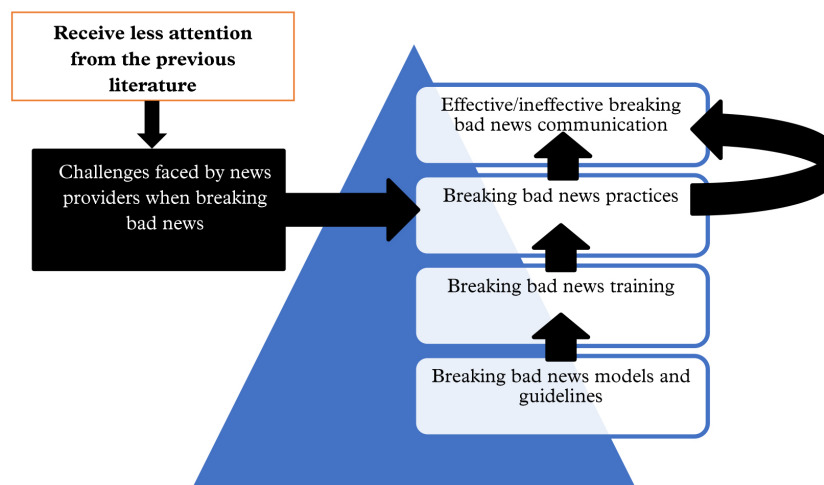 Receive less attention
from the previous
literature
Challenges faced by news
providers when breaking
bad news
Effective/ineffective breaking
bad news communication
Breaking bad news practices
Breaking bad news training
Breaking bad news models and
guidelines